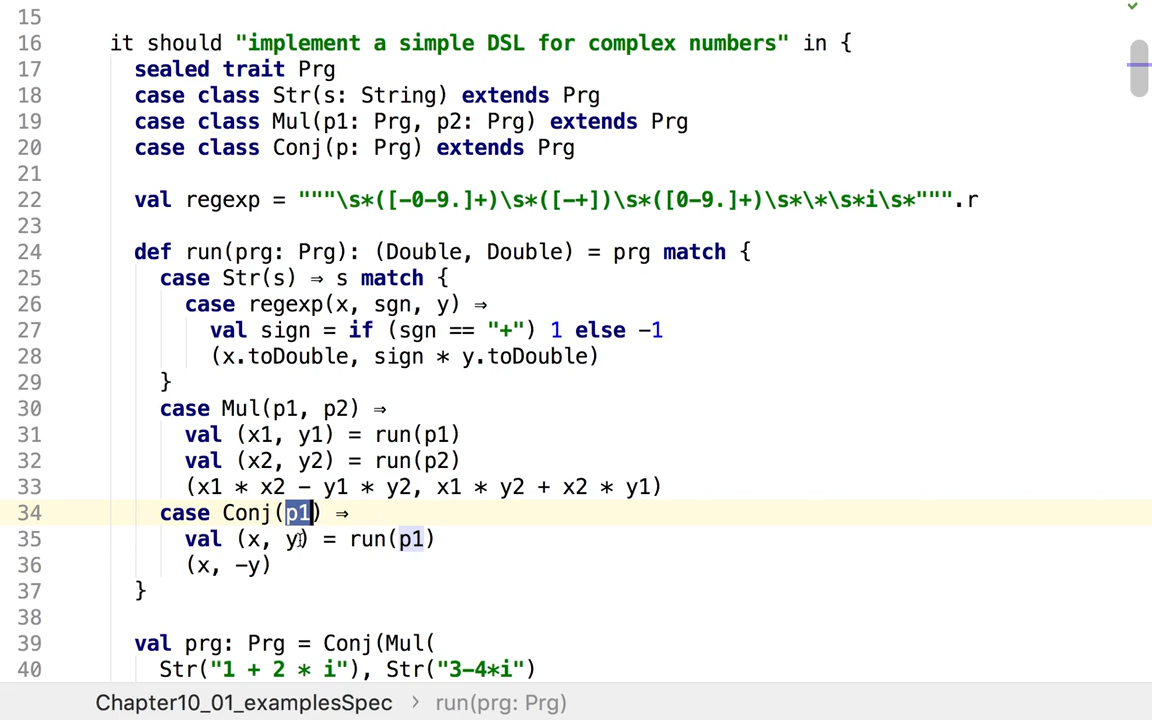 15
16 it should "implement a simple DSL for complex numbers" in {
17 sealed trait Prg
18 case class Str(s: String) extends Prg
19 case class Mul(p1: Prg, p2: Prg) extends Prg
20 case class Conj(p: Prg) extends Prg
21
22 val regexp = """\s*([-0-9.]+)\s*([-+])\s*([0-9.]+)\s*\*\s*i\s*""".r
23
24 def run(prg: Prg): (Double, Double) = prg match {
25 case Str(s) ⇒ s match {
26 case regexp(x, sgn, y) ⇒
27 val sign = if (sgn == "+") 1 else -1
28 (x.toDouble, sign * y.toDouble)
29 }
30 case Mul(p1, p2) ⇒
31 val (x1, y1) = run(p1)
32 val (x2, y2) = run(p2)
33 (x1 * x2 - y1 * y2, x1 * y2 + x2 * y1)
34 case Conj(p1) ⇒
35 val (x, y) = run(p1)
36 (x, -y)
37 }
38
39 val prg: Prg = Conj(Mul(
40 Str("1 + 2 * i"), Str("3-4*i")
Chapter10_01_examplesSpec > run(prg: Prg)